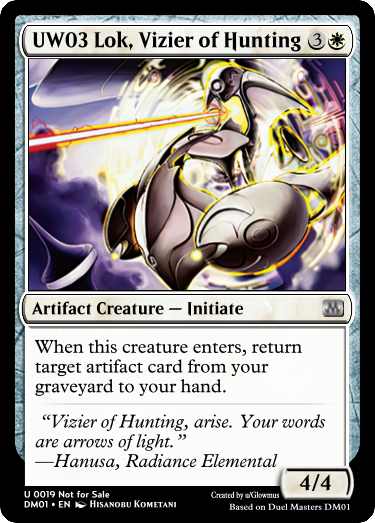 UW03 Lok, Vizier of Hunting 3
Artifact Creature — Initiate
When this creature enters, return
target artifact card from your
graveyard to your hand.
“Vizier of Hunting, arise. Your words
are arrows of light.”
—Hanusa, Radiance Elemental
4/4
U 0019 Not for Sale
DM01 • EN Hisanobu Kometani
Created by u/Glowmus
Based on Duel Masters DM01